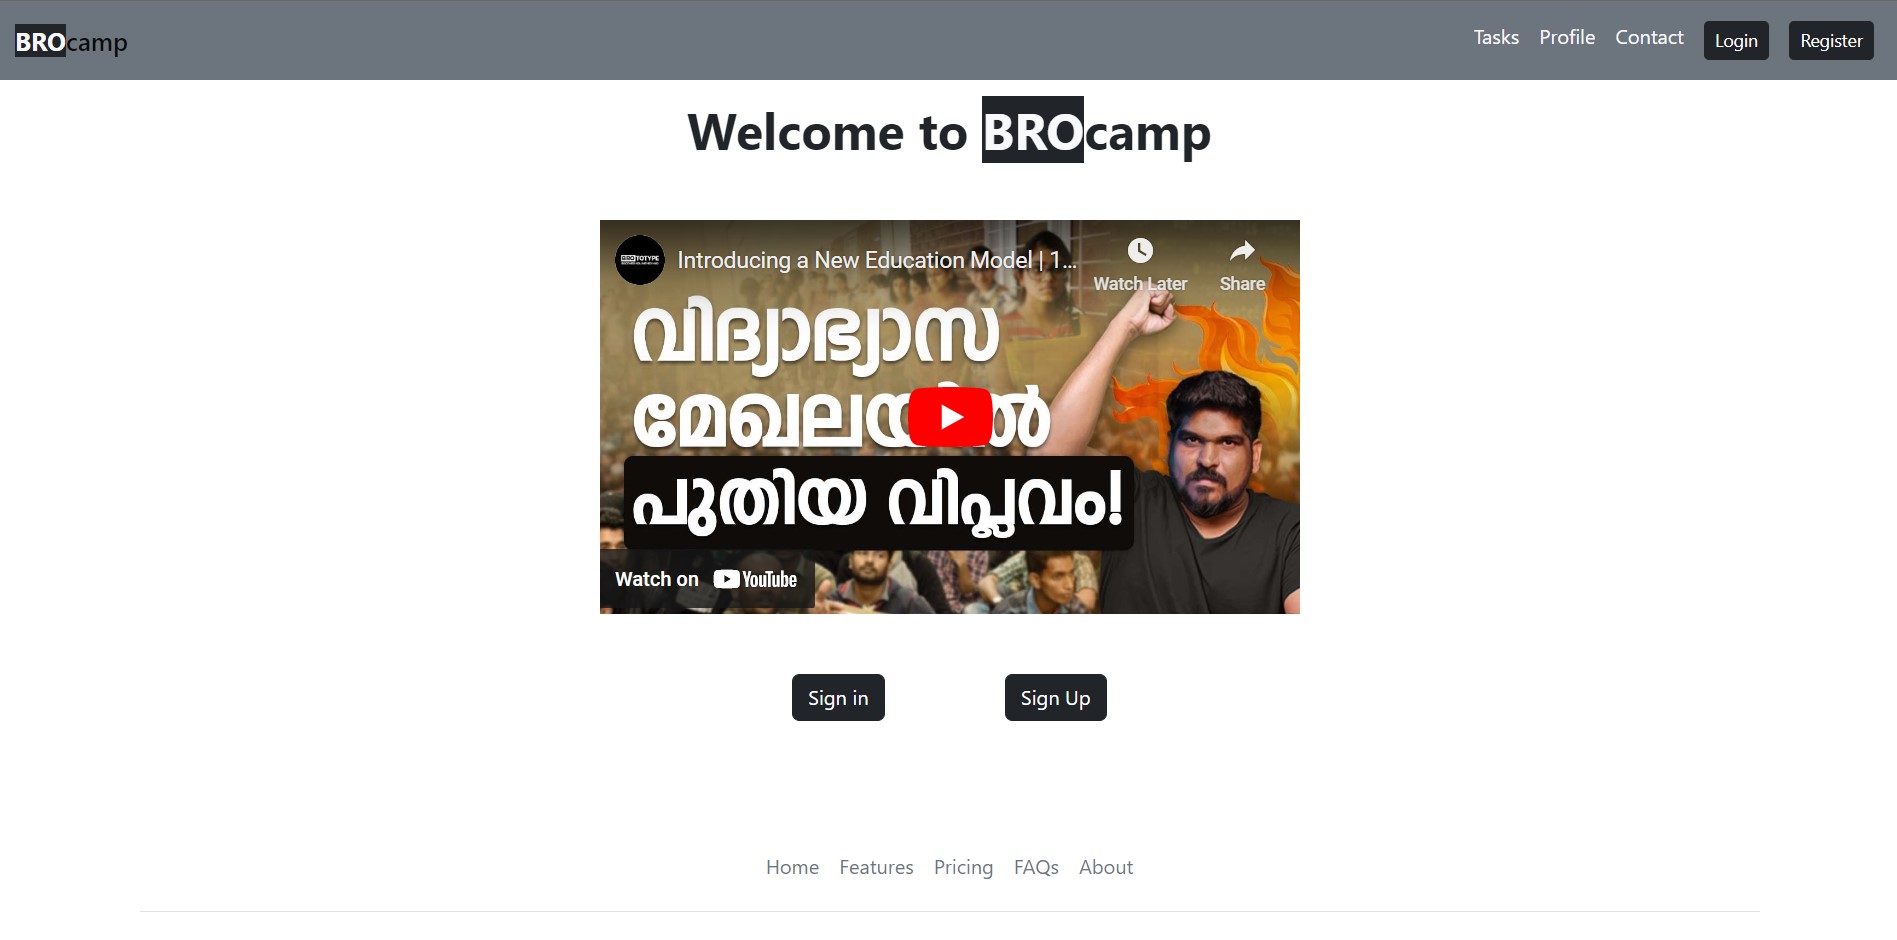 BROcamp
Tasks Profile Contact Login Register
Welcome to BROcamp
BROTOTYPE
Introducing a New Education Model | 1...
Watch Later Share
വിദ്യാഭ്യാസ
മേഖലയിൽ
പുതിയ വിപ്ലവം!
Watch on YouTube
Sign in Sign Up
Home Features Pricing FAQs About